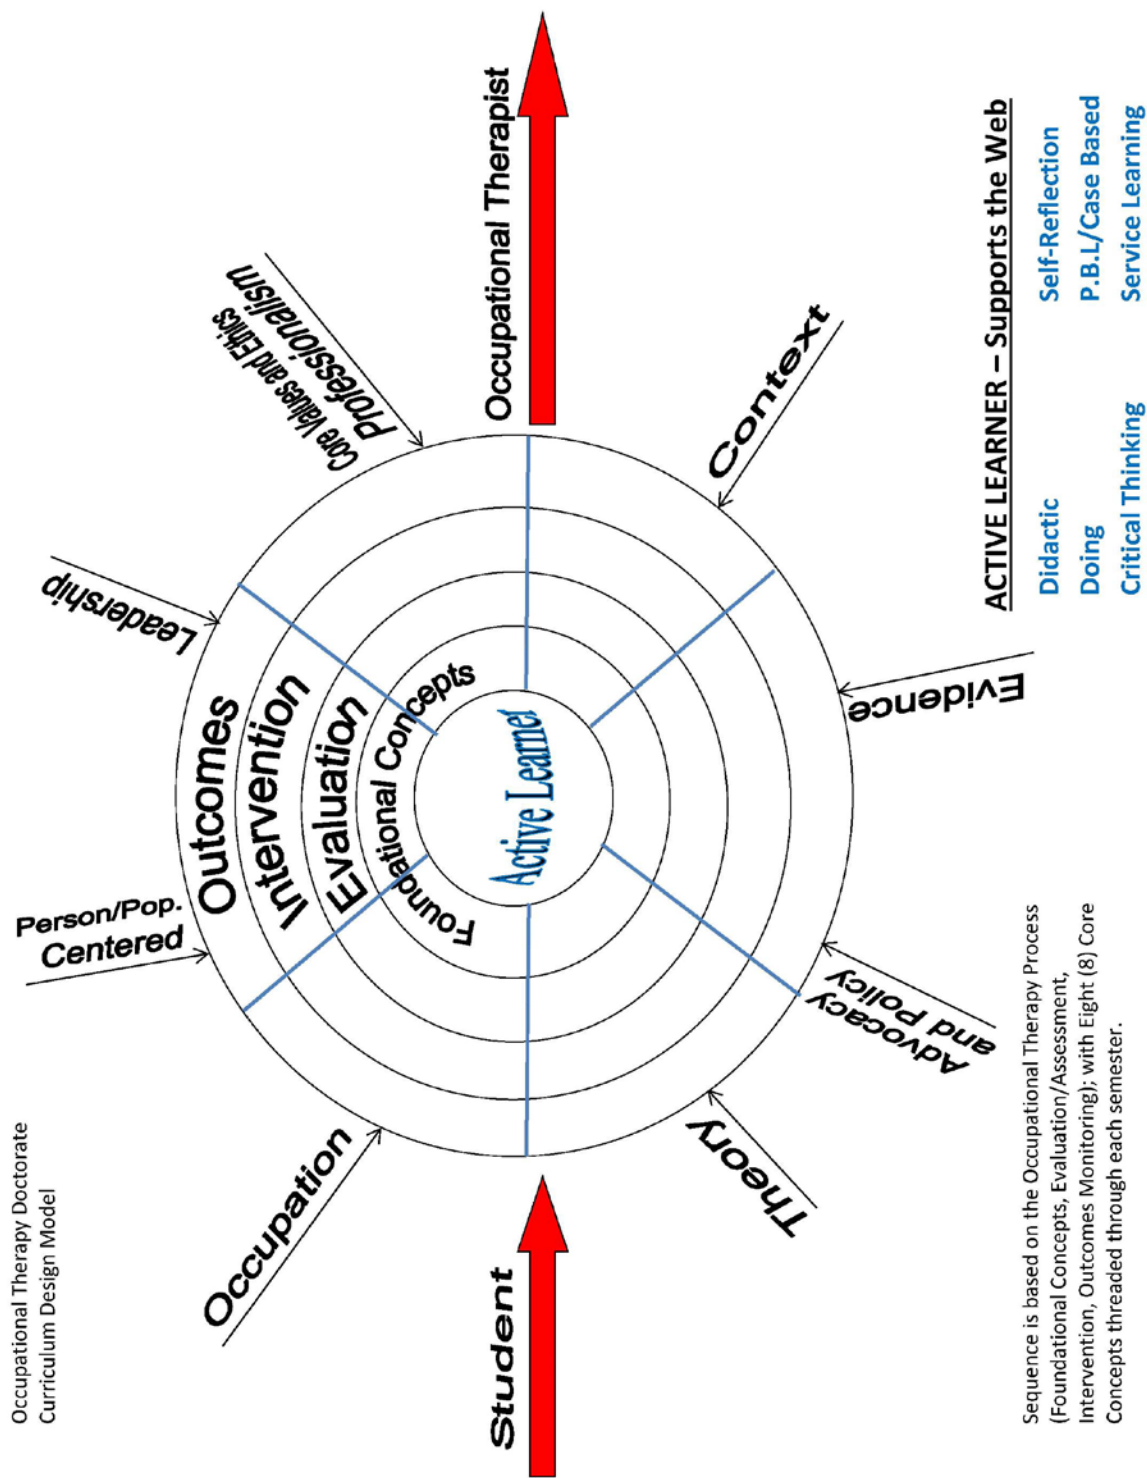 Occupational Therapy Doctorate
Curriculum Design Model
Occupation
Person/Pop.
Centered
Leadership
Core Values and Ethics
Professionalism
Outcomes
Intervention
Evaluation
Foundational Concepts
Active Learner
Student
Occupational Therapist
Theory
Advocacy
and Policy
Evidence
Context
Sequence is based on the Occupational Therapy Process
(Foundational Concepts, Evaluation/Assessment,
Intervention, Outcomes Monitoring); with Eight (8) Core
Concepts threaded through each semester.
ACTIVE LEARNER – Supports the Web
Didactic Self-Reflection
Doing P.B.L/Case Based
Critical Thinking Service Learning